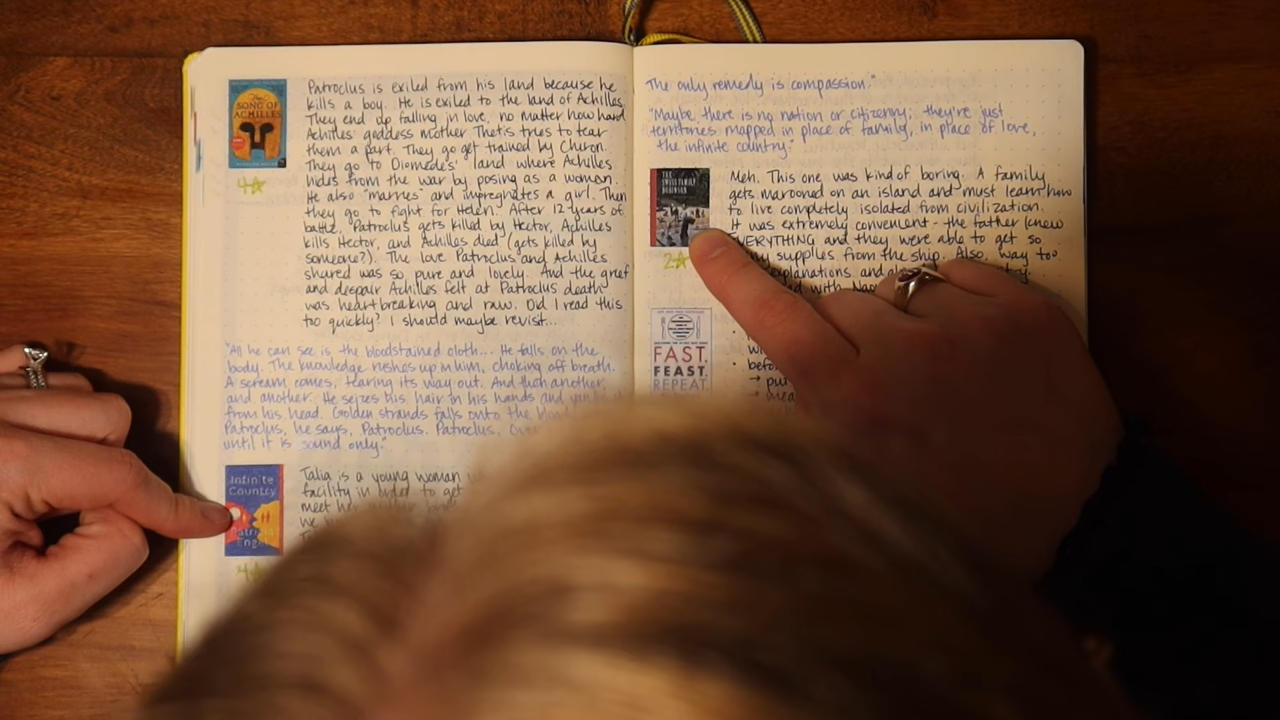 The
SONG OF
ACHILLES
4☆
Patroclus is exiled from his land because he
kills a boy. He is exiled to the land of Achilles.
They end up falling in love, no matter how hard
Achilles' goddess mother Thetis tries to tear
them a part. They go get trained by Chiron.
They go to Diomedes' land where Achilles
hides from the war by posing as a woman.
He also "marries" and impregnates a girl. Then
they go to fight for Helen. After 12 years of
battle, Patroclus gets killed by Hector, Achilles
kills Hector, and Achilles died (gets killed by
someone?). The love Patroclus and Achilles
shared was so pure and lovely. And the grief
and despair Achilles felt at Patroclus death
was heartbreaking and raw. Did I read this
too quickly? I should maybe revist...
"All he can see is the bloodstained cloth... He falls on the
body. The knowledge rushes up in him, choking off breath.
A scream comes, tearing its way out. And then another,
and another. He seizes his hair in his hands and
from his head. Golden strands falls onto the
Patroclus, he says, Patroclus. Patroclus.
until it is sound only."
Infinite
Country
4☆
Talia is a young woman
facility in order to get
meet her
The only remedy is compassion."
"Maybe there is no nation or citizenry; they're just
territories mapped in place of family, in place of love,
the infinite country."
THE
SWISS FAMILY
ROBINSON
2☆
Meh. This one was kind of boring. A family
gets marooned on an island and must learn how
to live completely isolated from civilization.
It was extremely convenient - the father knew
EVERYTHING and they were able to get so
supplies from the ship. Also, way too
explanations and
with
FAST.
FEAST.
REPEAT.